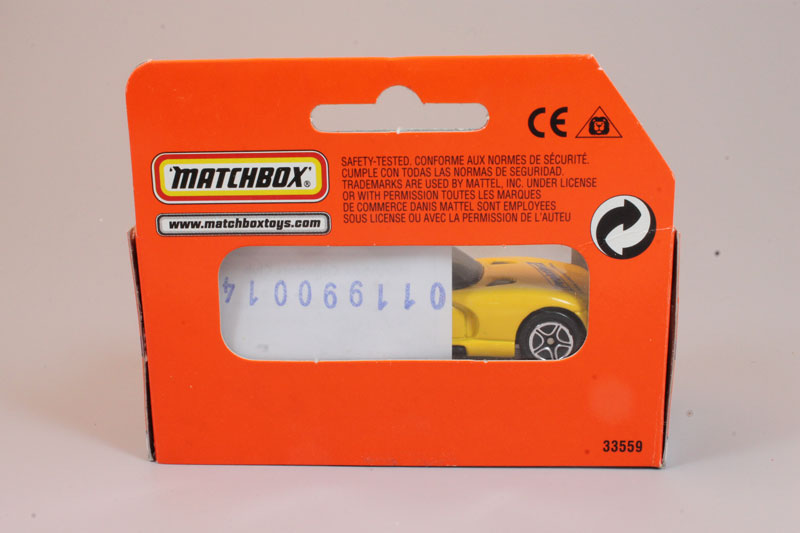 CE
MATCHBOX®
www.matchboxtoys.com
SAFETY-TESTED. CONFORME AUX NORMES DE SÉCURITÉ.
CUMPLE CON TODAS LAS NORMAS DE SEGURIDAD.
TRADEMARKS ARE USED BY MATTEL, INC. UNDER LICENSE
OR WITH PERMISSION TOUTES LES MARQUES
DE COMMERCE DANIS MATTEL SONT EMPLOYEES
SOUS LICENSE OU AVEC LA PERMISSION DE L'AUTEU
011990014
33559